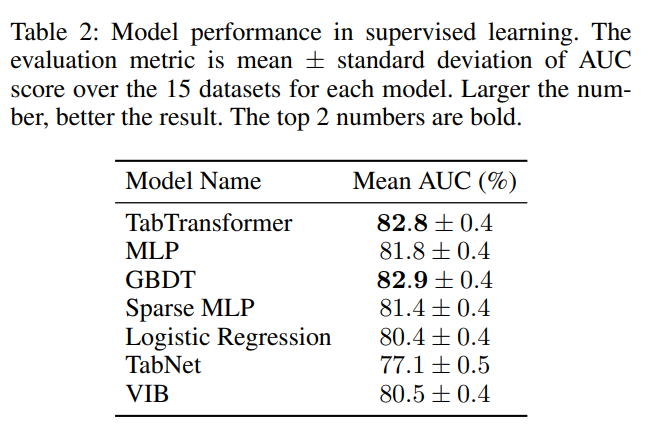 Table 2: Model performance in supervised learning. The
evaluation metric is mean ± standard deviation of AUC
score over the 15 datasets for each model. Larger the num-
ber, better the result. The top 2 numbers are bold.
Model Name Mean AUC (%)
TabTransformer 82.8 ± 0.4
MLP 81.8 ± 0.4
GBDT 82.9 ± 0.4
Sparse MLP 81.4 ± 0.4
Logistic Regression 80.4 ± 0.4
TabNet 77.1 ± 0.5
VIB 80.5 ± 0.4